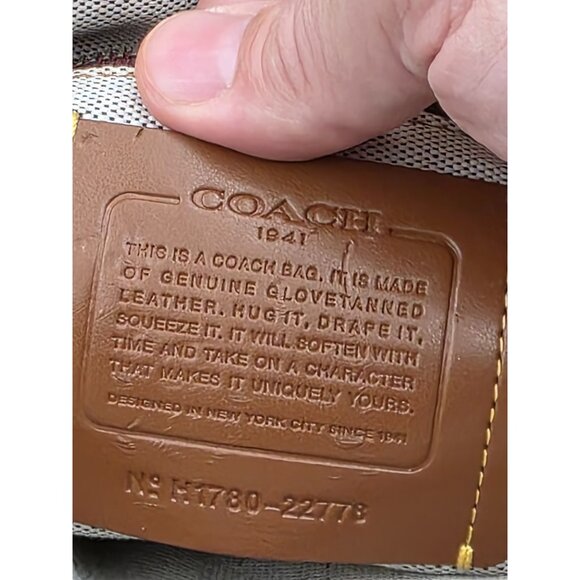 COACH
1941
THIS IS A COACH BAG. IT IS MADE
OF GENUINE GLOVETANNED
LEATHER. HUG IT, DRAPE IT,
SQUEEZE IT. IT WILL SOFTEN WITH
TIME AND TAKE ON A CHARACTER
THAT MAKES IT UNIQUELY YOURS.
DESIGNED IN NEW YORK CITY SINCE 1941
Nº H1780-22778